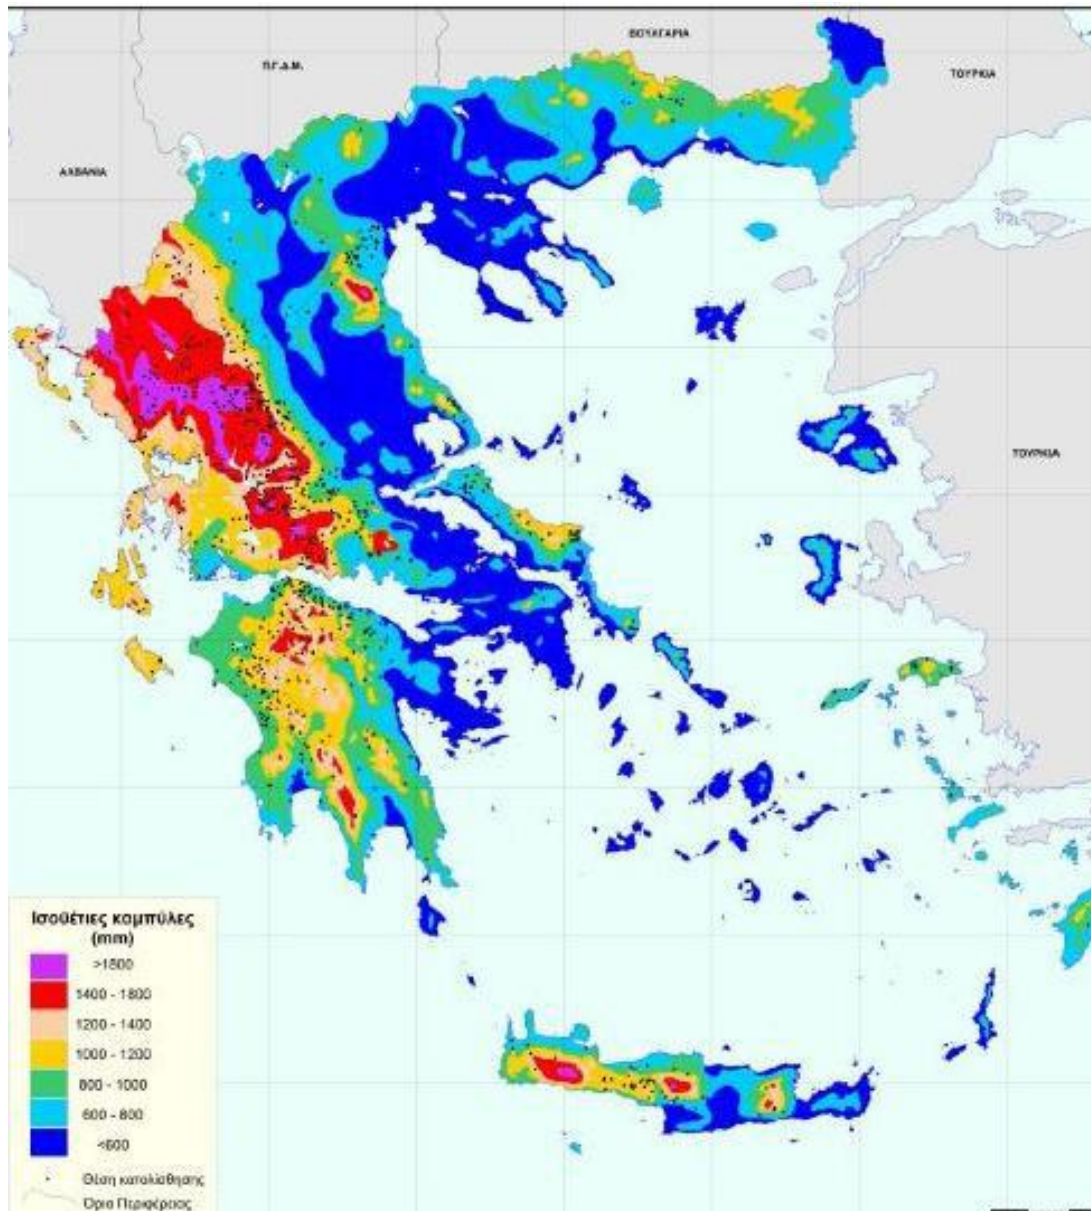 ΒΟΥΛΓΑΡΙΑ
Π.Γ.Δ.Μ.
ΤΟΥΡΚΙΑ
ΑΛΒΑΝΙΑ
ΤΟΥΡΚΙΑ
Ισοϋέτιες καμπύλες
(mm)
>1800
1400 - 1800
1200 - 1400
1000 - 1200
800 - 1000
600 - 800
<600
Θέση κατολίσθησης
Όρια Περιφέρειας